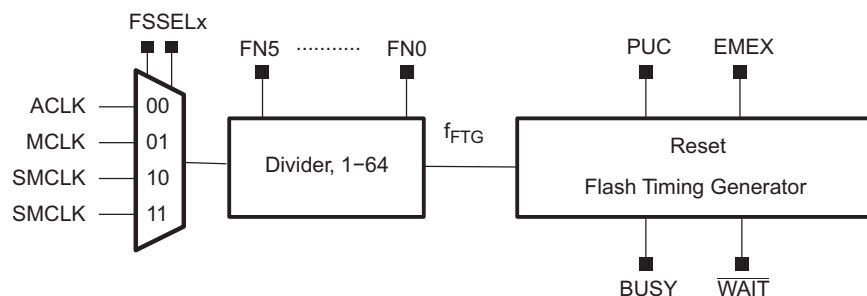 FSSELx
FN5 ........... FN0
PUC EMEX
ACLK 00
MCLK 01
SMCLK 10
SMCLK 11
Divider, 1−64
fFTG
Reset
Flash Timing Generator
BUSY WAIT